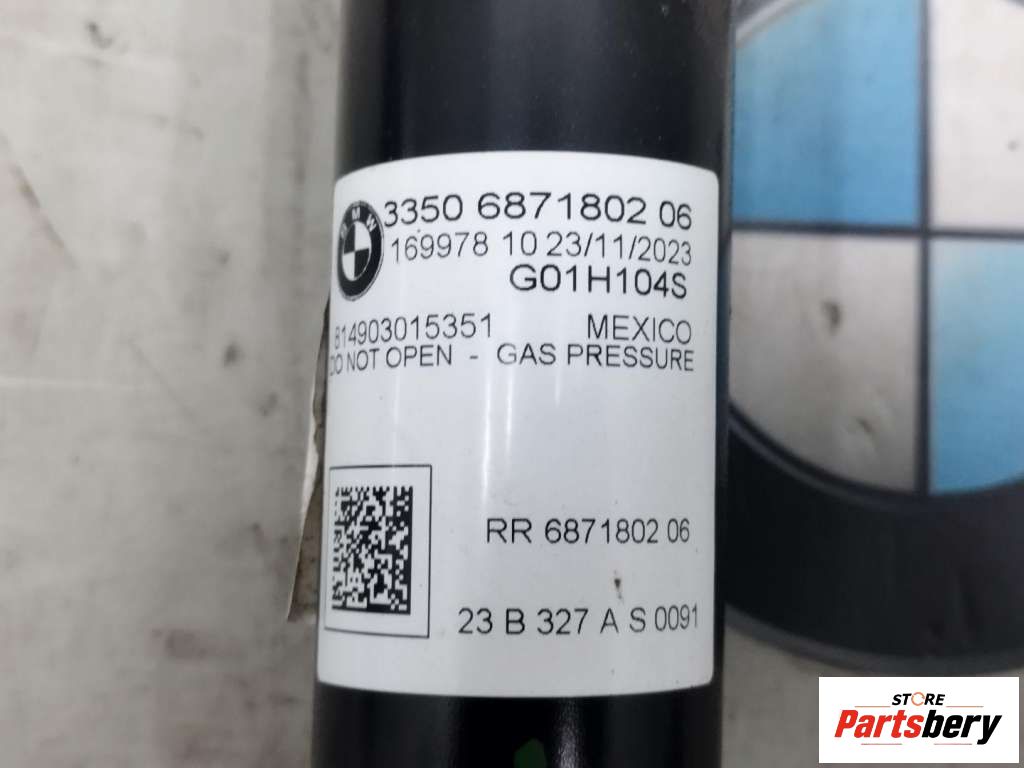 BMW
3350 6871802 06
169978 10 23/11/2023
G01H104S
814903015351 MEXICO
DO NOT OPEN - GAS PRESSURE
RR 6871802 06
23 B 327 A S 0091
STORE
Partsbery